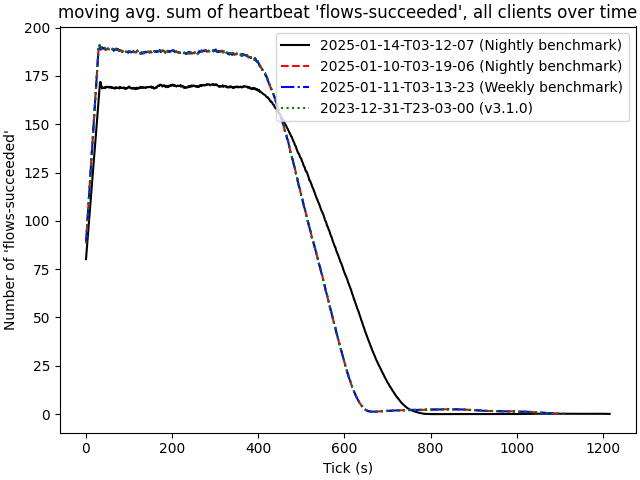 moving avg. sum of heartbeat 'flows-succeeded', all clients over time
2025-01-14-T03-12-07 (Nightly benchmark)
2025-01-10-T03-19-06 (Nightly benchmark)
2025-01-11-T03-13-23 (Weekly benchmark)
2023-12-31-T23-03-00 (v3.1.0)
Number of 'flows-succeeded'
200
175
150
125
100
75
50
25
0
0 200 400 600 800 1000 1200
Tick (s)